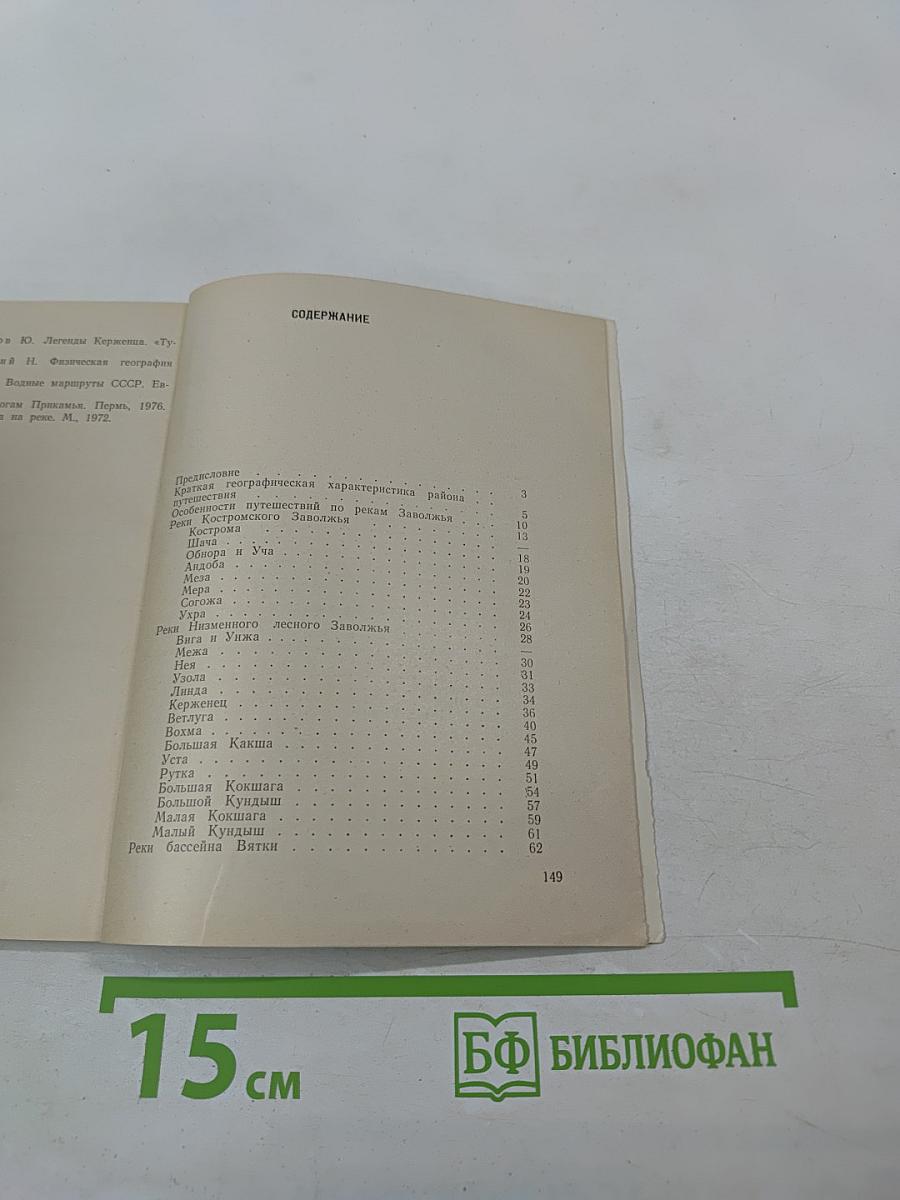 ов Ю. Легенды Керженца. «Ту-
ий Н. Физическая география
Водные маршруты СССР. Ев-
огам Прикамья. Пермь, 1976.
на реке. М., 1972.
СОДЕРЖАНИЕ
Предисловие . . . . . . . . . . . . 3
Краткая географическая характеристика района
путешествия . . . . . . . . . . . . 5
Особенности путешествий по рекам Заволжья . . 10
Реки Костромского Заволжья . . . . . . . 13
Кострома . . . . . . . . . . . . —
Шача . . . . . . . . . . . . 18
Обнора и Уча . . . . . . . . . . . . 19
Андоба . . . . . . . . . . . . 20
Меза . . . . . . . . . . . . 22
Мера . . . . . . . . . . . . 23
Согожа . . . . . . . . . . . . 24
Ухра . . . . . . . . . . . . 26
Реки Низменного лесного Заволжья . . . . 28
Вига и Унжа . . . . . . . . . . . . —
Межа . . . . . . . . . . . . 30
Нея . . . . . . . . . . . . 31
Узола . . . . . . . . . . . . 33
Линда . . . . . . . . . . . . 34
Керженец . . . . . . . . . . . . 36
Ветлуга . . . . . . . . . . . . 40
Вохма . . . . . . . . . . . . 45
Большая Какша . . . . . . . . . . . . 47
Уста . . . . . . . . . . . . 49
Рутка . . . . . . . . . . . . 51
Большая Кокшага . . . . . . . . . . . 54
Большой Кундыш . . . . . . . . . . . 57
Малая Кокшага . . . . . . . . . . . 59
Малый Кундыш . . . . . . . . . . . 61
Реки бассейна Вятки . . . . . . . . . . . 62
149
15 см
БФ БИБЛИОФАН